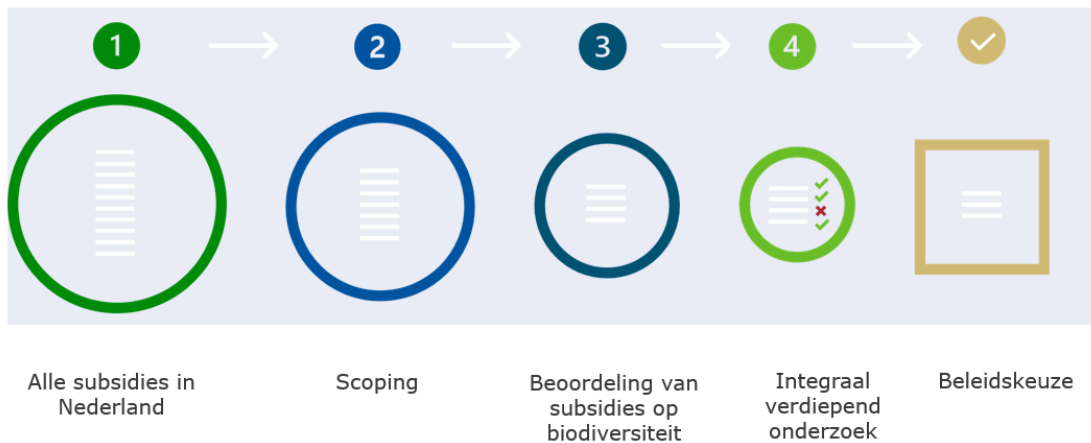 1
2
3
4
Alle subsidies in
Nederland
Scoping
Beoordeling van
subsidies op
biodiversiteit
Integraal
verdiepend
onderzoek
Beleidskeuze